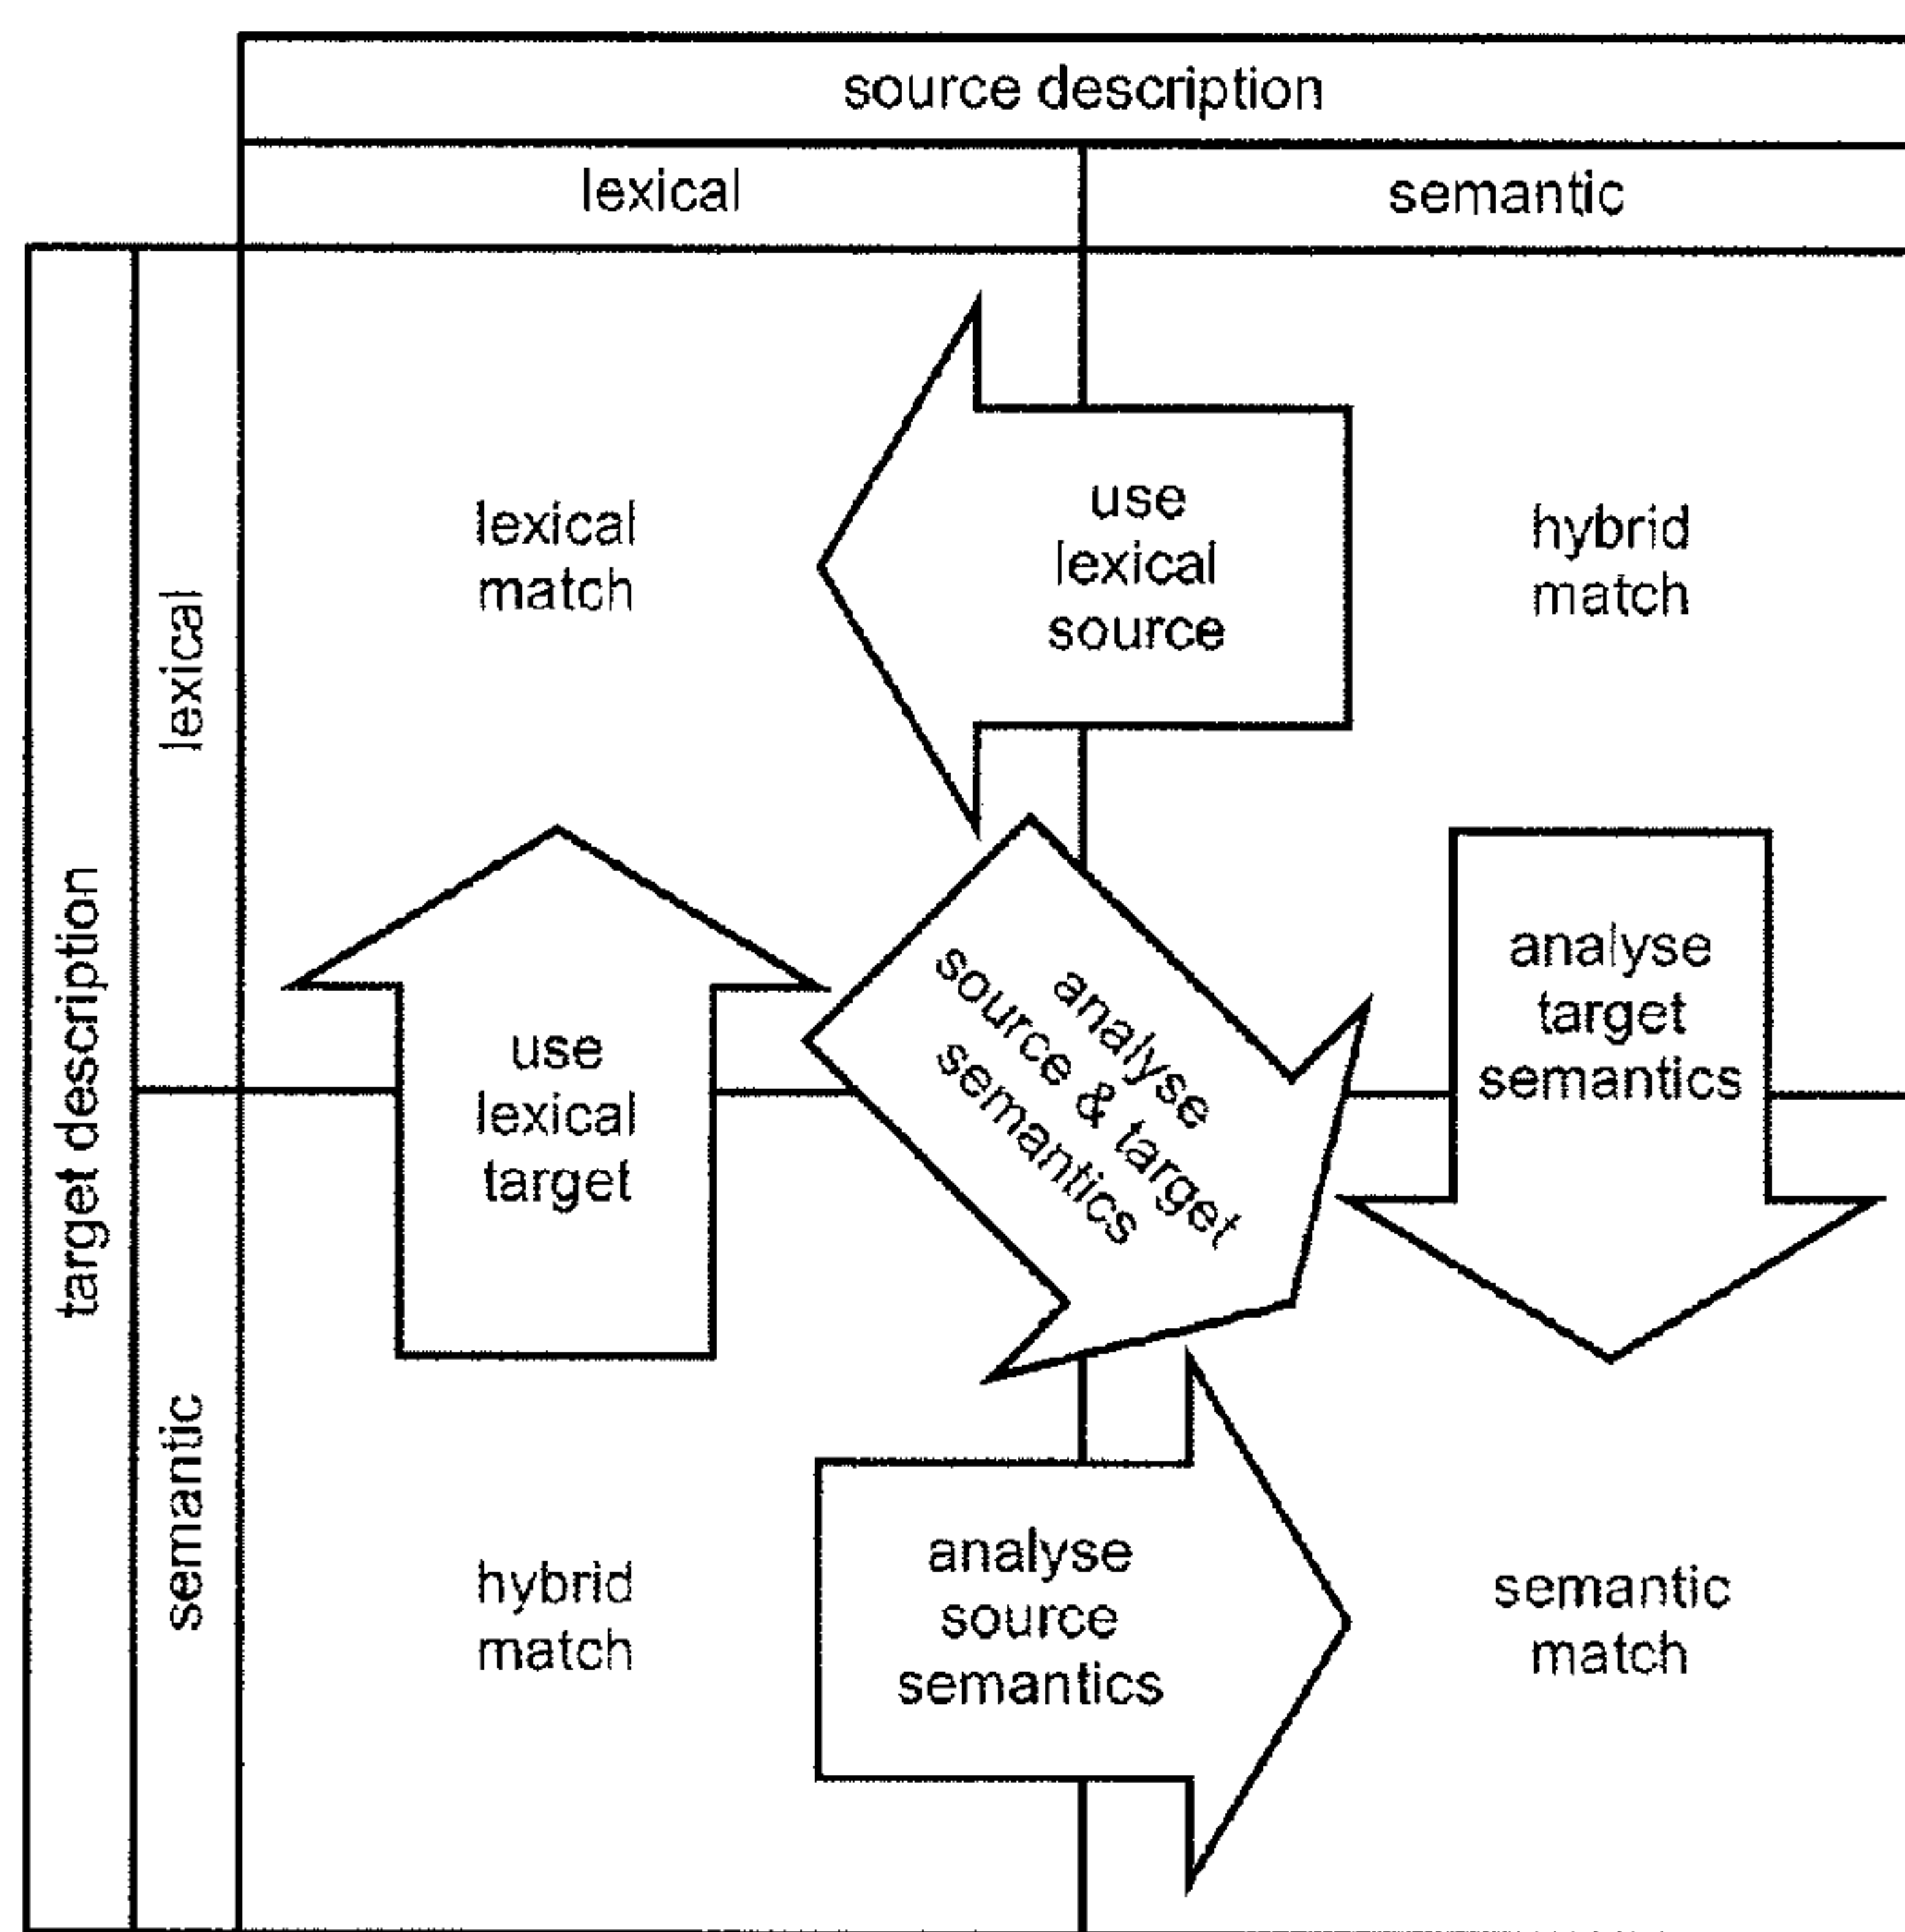 source description
lexical
semantic
target description
lexical
semantic
lexical
match
use
lexical
source
hybrid
match
use
lexical
target
analyse
source & target
semantics
analyse
target
semantics
hybrid
match
analyse
source
semantics
semantic
match